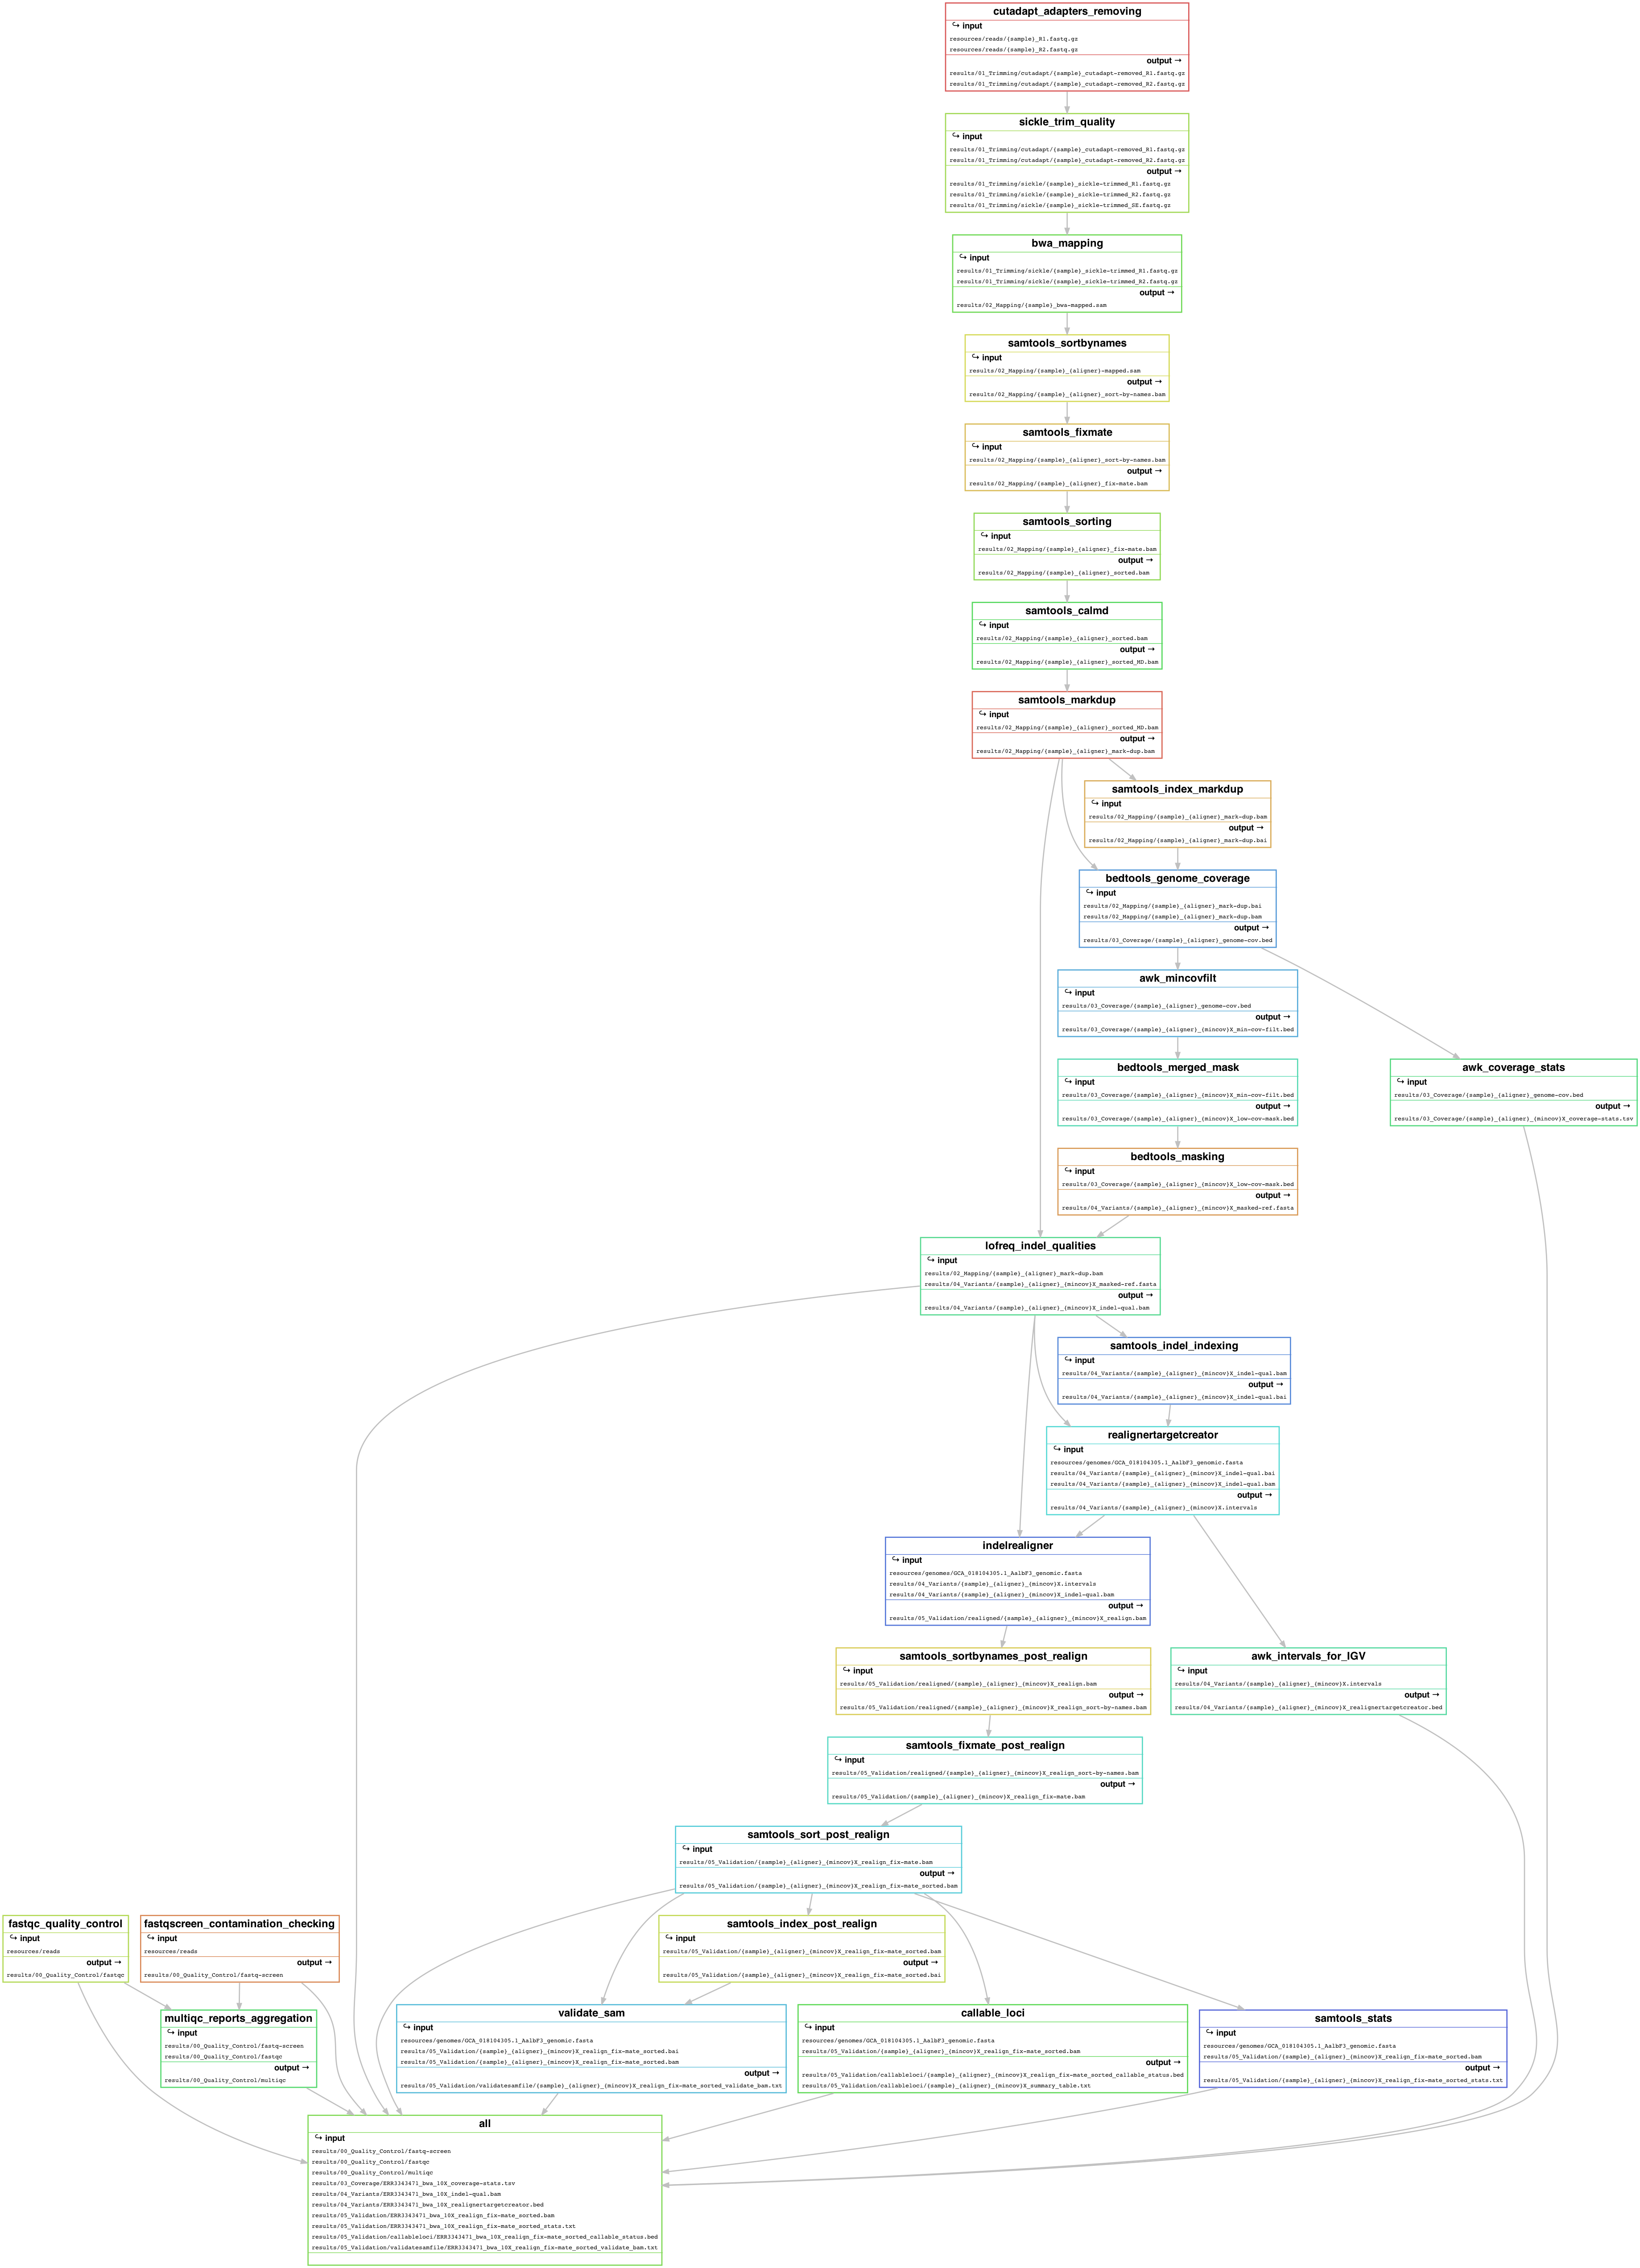 cutadapt_adapters_removing
↪ input
resources/reads/{sample}_R1.fastq.gz
resources/reads/{sample}_R2.fastq.gz
output →
results/01_Trimming/cutadapt/{sample}_cutadapt-removed_R1.fastq.gz
results/01_Trimming/cutadapt/{sample}_cutadapt-removed_R2.fastq.gz
sickle_trim_quality
↪ input
results/01_Trimming/cutadapt/{sample}_cutadapt-removed_R1.fastq.gz
results/01_Trimming/cutadapt/{sample}_cutadapt-removed_R2.fastq.gz
output →
results/01_Trimming/sickle/{sample}_sickle-trimmed_R1.fastq.gz
results/01_Trimming/sickle/{sample}_sickle-trimmed_R2.fastq.gz
results/01_Trimming/sickle/{sample}_sickle-trimmed_SE.fastq.gz
bwa_mapping
↪ input
results/01_Trimming/sickle/{sample}_sickle-trimmed_R1.fastq.gz
results/01_Trimming/sickle/{sample}_sickle-trimmed_R2.fastq.gz
output →
results/02_Mapping/{sample}_bwa-mapped.sam
samtools_sortbynames
↪ input
results/02_Mapping/{sample}_{aligner}-mapped.sam
output →
results/02_Mapping/{sample}_{aligner}_sort-by-names.bam
samtools_fixmate
↪ input
results/02_Mapping/{sample}_{aligner}_sort-by-names.bam
output →
results/02_Mapping/{sample}_{aligner}_fix-mate.bam
samtools_sorting
↪ input
results/02_Mapping/{sample}_{aligner}_fix-mate.bam
output →
results/02_Mapping/{sample}_{aligner}_sorted.bam
samtools_calmd
↪ input
results/02_Mapping/{sample}_{aligner}_sorted.bam
output →
results/02_Mapping/{sample}_{aligner}_sorted_MD.bam
samtools_markdup
↪ input
results/02_Mapping/{sample}_{aligner}_sorted_MD.bam
output →
results/02_Mapping/{sample}_{aligner}_mark-dup.bam
samtools_index_markdup
↪ input
results/02_Mapping/{sample}_{aligner}_mark-dup.bam
output →
results/02_Mapping/{sample}_{aligner}_mark-dup.bai
bedtools_genome_coverage
↪ input
results/02_Mapping/{sample}_{aligner}_mark-dup.bai
results/02_Mapping/{sample}_{aligner}_mark-dup.bam
output →
results/03_Coverage/{sample}_{aligner}_genome-cov.bed
awk_mincovfilt
↪ input
results/03_Coverage/{sample}_{aligner}_genome-cov.bed
output →
results/03_Coverage/{sample}_{aligner}_{mincov}X_min-cov-filt.bed
bedtools_merged_mask
↪ input
results/03_Coverage/{sample}_{aligner}_{mincov}X_min-cov-filt.bed
output →
results/03_Coverage/{sample}_{aligner}_{mincov}X_low-cov-mask.bed
awk_coverage_stats
↪ input
results/03_Coverage/{sample}_{aligner}_genome-cov.bed
output →
results/03_Coverage/{sample}_{aligner}_{mincov}X_coverage-stats.tsv
bedtools_masking
↪ input
results/03_Coverage/{sample}_{aligner}_{mincov}X_low-cov-mask.bed
output →
results/04_Variants/{sample}_{aligner}_{mincov}X_masked-ref.fasta
lofreq_indel_qualities
↪ input
results/02_Mapping/{sample}_{aligner}_mark-dup.bam
results/04_Variants/{sample}_{aligner}_{mincov}X_masked-ref.fasta
output →
results/04_Variants/{sample}_{aligner}_{mincov}X_indel-qual.bam
samtools_indel_indexing
↪ input
results/04_Variants/{sample}_{aligner}_{mincov}X_indel-qual.bam
output →
results/04_Variants/{sample}_{aligner}_{mincov}X_indel-qual.bai
realignertargetcreator
↪ input
resources/genomes/GCA_018104305.1_AalbF3_genomic.fasta
results/04_Variants/{sample}_{aligner}_{mincov}X_indel-qual.bai
results/04_Variants/{sample}_{aligner}_{mincov}X_indel-qual.bam
output →
results/04_Variants/{sample}_{aligner}_{mincov}X.intervals
indelrealigner
↪ input
resources/genomes/GCA_018104305.1_AalbF3_genomic.fasta
results/04_Variants/{sample}_{aligner}_{mincov}X.intervals
results/04_Variants/{sample}_{aligner}_{mincov}X_indel-qual.bam
output →
results/05_Validation/realigned/{sample}_{aligner}_{mincov}X_realign.bam
samtools_sortbynames_post_realign
↪ input
results/05_Validation/realigned/{sample}_{aligner}_{mincov}X_realign.bam
output →
results/05_Validation/realigned/{sample}_{aligner}_{mincov}X_realign_sort-by-names.bam
awk_intervals_for_IGV
↪ input
results/04_Variants/{sample}_{aligner}_{mincov}X.intervals
output →
results/04_Variants/{sample}_{aligner}_{mincov}X_realignertargetcreator.bed
samtools_fixmate_post_realign
↪ input
results/05_Validation/realigned/{sample}_{aligner}_{mincov}X_realign_sort-by-names.bam
output →
results/05_Validation/{sample}_{aligner}_{mincov}X_realign_fix-mate.bam
samtools_sort_post_realign
↪ input
results/05_Validation/{sample}_{aligner}_{mincov}X_realign_fix-mate.bam
output →
results/05_Validation/{sample}_{aligner}_{mincov}X_realign_fix-mate_sorted.bam
fastqc_quality_control
↪ input
resources/reads
output →
results/00_Quality_Control/fastqc
fastqscreen_contamination_checking
↪ input
resources/reads
output →
results/00_Quality_Control/fastq-screen
samtools_index_post_realign
↪ input
results/05_Validation/{sample}_{aligner}_{mincov}X_realign_fix-mate_sorted.bam
output →
results/05_Validation/{sample}_{aligner}_{mincov}X_realign_fix-mate_sorted.bai
multiqc_reports_aggregation
↪ input
results/00_Quality_Control/fastq-screen
results/00_Quality_Control/fastqc
output →
results/00_Quality_Control/multiqc
validate_sam
↪ input
resources/genomes/GCA_018104305.1_AalbF3_genomic.fasta
results/05_Validation/{sample}_{aligner}_{mincov}X_realign_fix-mate_sorted.bai
results/05_Validation/{sample}_{aligner}_{mincov}X_realign_fix-mate_sorted.bam
output →
results/05_Validation/validatesamfile/{sample}_{aligner}_{mincov}X_realign_fix-mate_sorted_validate_bam.txt
callable_loci
↪ input
resources/genomes/GCA_018104305.1_AalbF3_genomic.fasta
results/05_Validation/{sample}_{aligner}_{mincov}X_realign_fix-mate_sorted.bam
output →
results/05_Validation/callableloci/{sample}_{aligner}_{mincov}X_realign_fix-mate_sorted_callable_status.bed
results/05_Validation/callableloci/{sample}_{aligner}_{mincov}X_summary_table.txt
samtools_stats
↪ input
resources/genomes/GCA_018104305.1_AalbF3_genomic.fasta
results/05_Validation/{sample}_{aligner}_{mincov}X_realign_fix-mate_sorted.bam
output →
results/05_Validation/{sample}_{aligner}_{mincov}X_realign_fix-mate_sorted_stats.txt
all
↪ input
results/00_Quality_Control/fastq-screen
results/00_Quality_Control/fastqc
results/00_Quality_Control/multiqc
results/03_Coverage/ERR3343471_bwa_10X_coverage-stats.tsv
results/04_Variants/ERR3343471_bwa_10X_indel-qual.bam
results/04_Variants/ERR3343471_bwa_10X_realignertargetcreator.bed
results/05_Validation/ERR3343471_bwa_10X_realign_fix-mate_sorted.bam
results/05_Validation/ERR3343471_bwa_10X_realign_fix-mate_sorted_stats.txt
results/05_Validation/callableloci/ERR3343471_bwa_10X_realign_fix-mate_sorted_callable_status.bed
results/05_Validation/validatesamfile/ERR3343471_bwa_10X_realign_fix-mate_sorted_validate_bam.txt